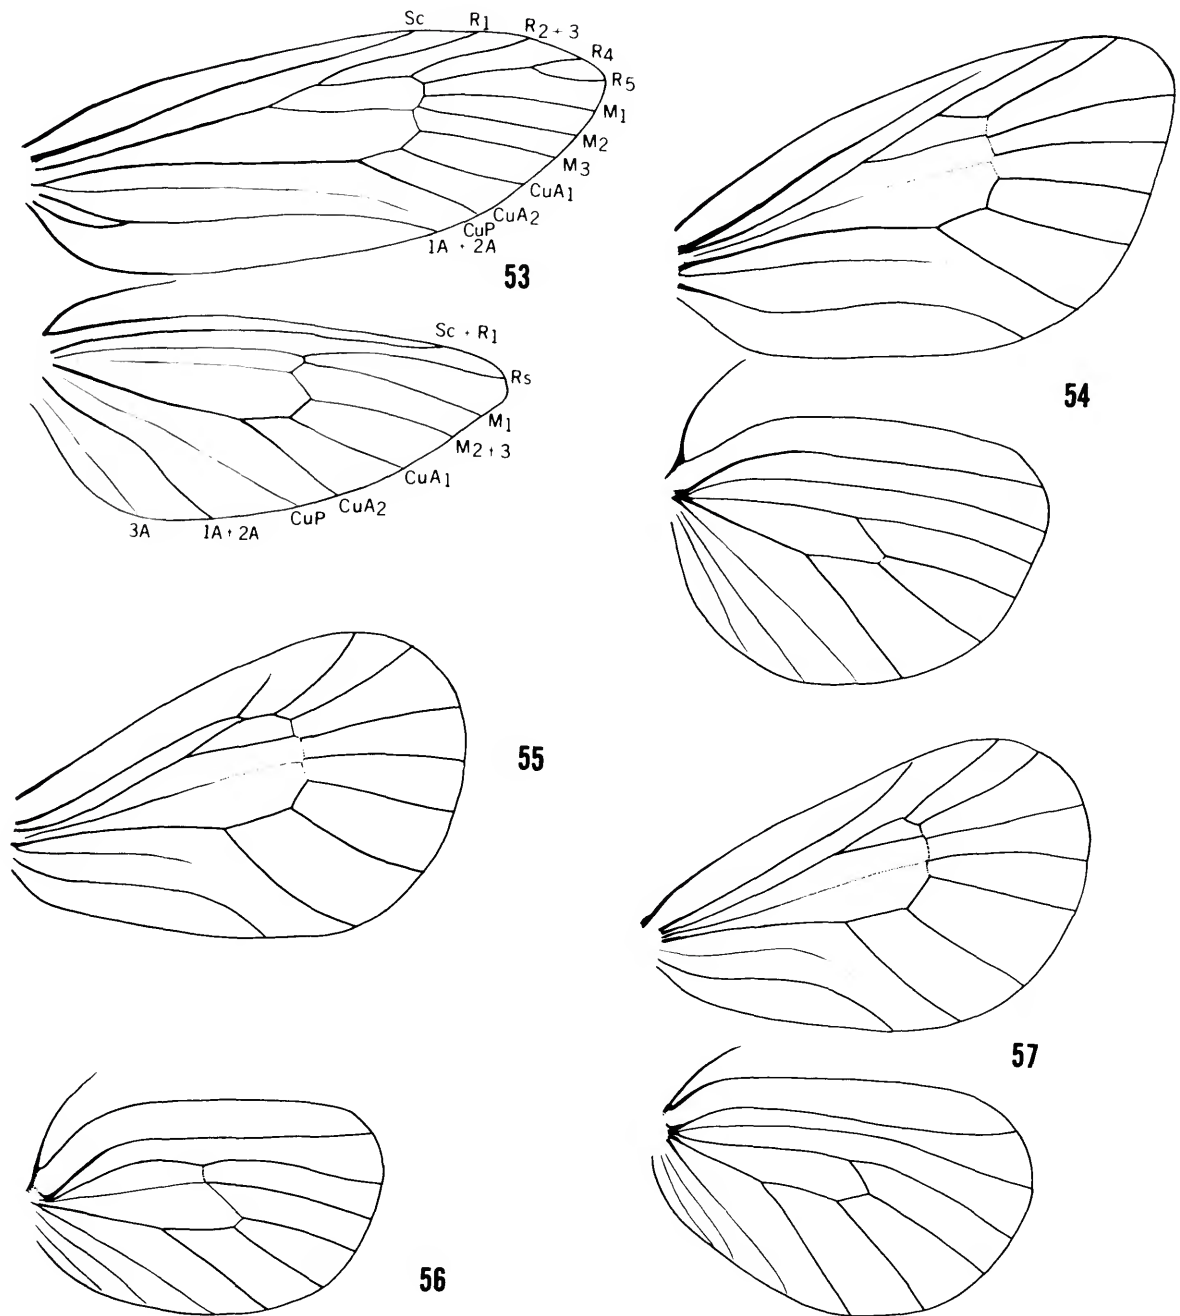 Sc
R1
R2 + 3
R4
R5
M1
M2
M3
CuA1
CuA2
CuP
1A + 2A
53
Sc + R1
Rs
M1
M2 + 3
CuA1
CuA2
CuP
1A + 2A
3A
54
55
56
57